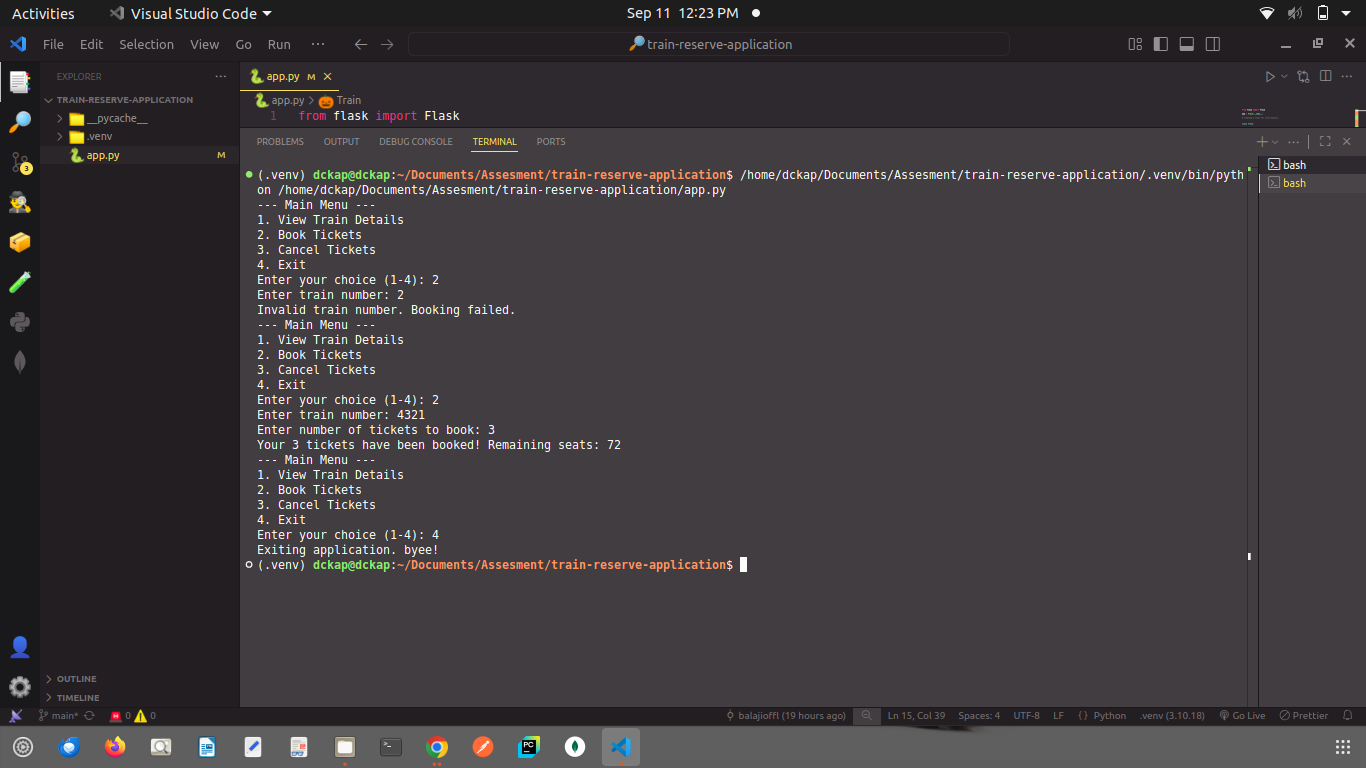 Activities Visual Studio Code Sep 11 12:23 PM
File Edit Selection View Go Run ··· train-reserve-application
EXPLORER
TRAIN-RESERVE-APPLICATION
__pycache__
.venv
app.py M
OUTLINE
TIMELINE
app.py M
app.py > Train
1 from flask import Flask
PROBLEMS OUTPUT DEBUG CONSOLE TERMINAL PORTS
bash
bash
(.venv) dckap@dckap:~/Documents/Assesment/train-reserve-application$ /home/dckap/Documents/Assesment/train-reserve-application/.venv/bin/pyth
on /home/dckap/Documents/Assesment/train-reserve-application/app.py
--- Main Menu ---
1. View Train Details
2. Book Tickets
3. Cancel Tickets
4. Exit
Enter your choice (1-4): 2
Enter train number: 2
Invalid train number. Booking failed.
--- Main Menu ---
1. View Train Details
2. Book Tickets
3. Cancel Tickets
4. Exit
Enter your choice (1-4): 2
Enter train number: 4321
Enter number of tickets to book: 3
Your 3 tickets have been booked! Remaining seats: 72
--- Main Menu ---
1. View Train Details
2. Book Tickets
3. Cancel Tickets
4. Exit
Enter your choice (1-4): 4
Exiting application. byee!
(.venv) dckap@dckap:~/Documents/Assesment/train-reserve-application$
3
main* 0 0 balajioffl (19 hours ago) Ln 15, Col 39 Spaces: 4 UTF-8 LF {} Python .venv (3.10.18) Go Live Prettier
PC